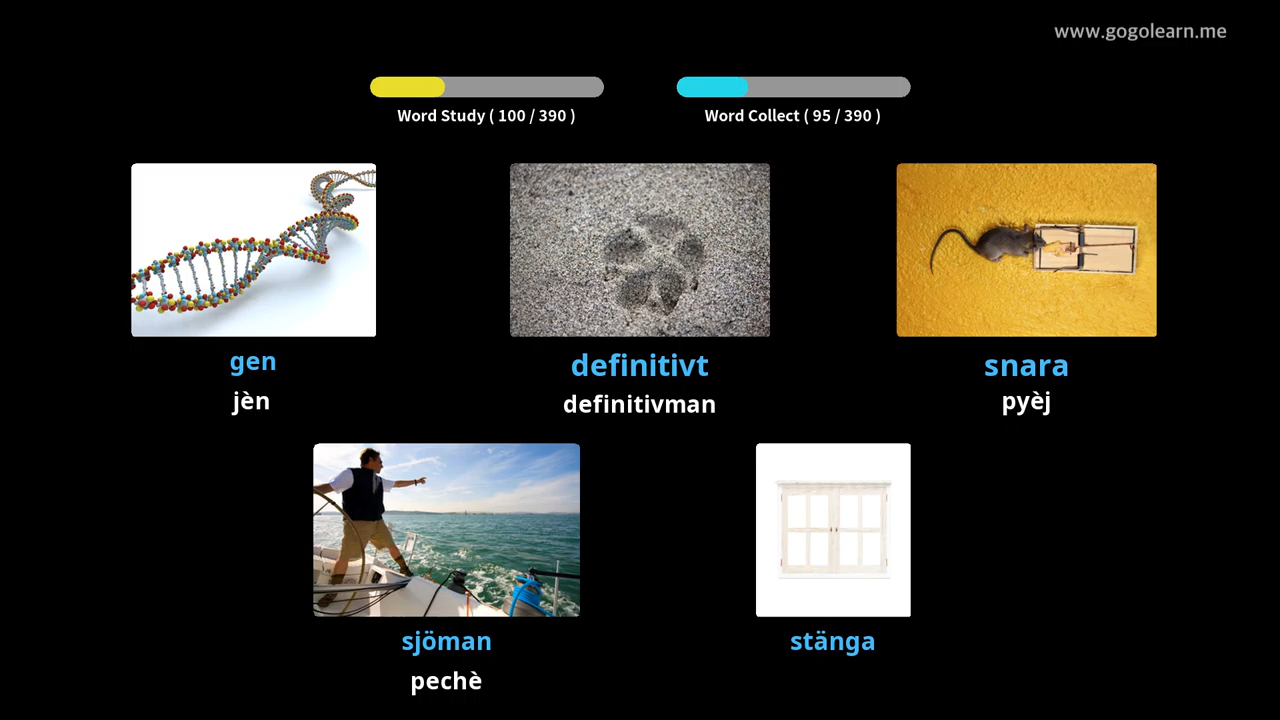 www.gogolearn.me
Word Study ( 100 / 390 )
Word Collect ( 95 / 390 )
gen
jèn
definitivt
definitivman
snara
pyèj
sjöman
pechè
stänga